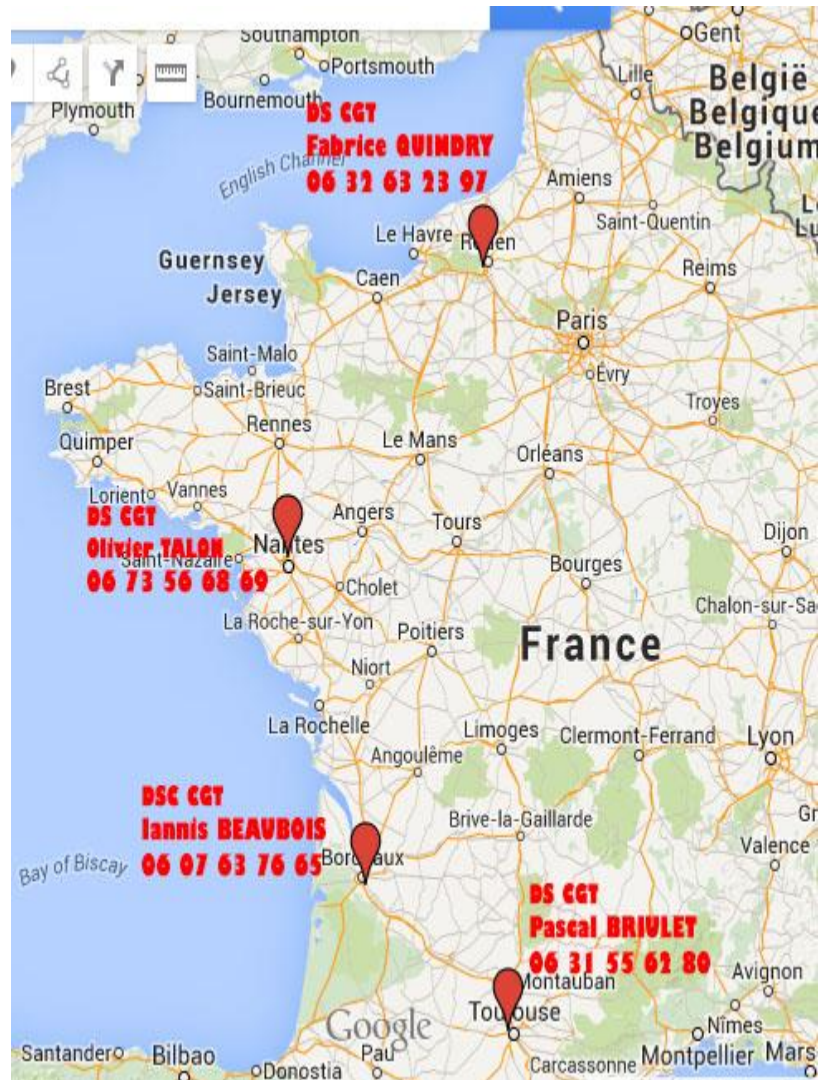 Southampton
Gent
Portsmouth
Lille
België
Belgique
Belgium
Plymouth
Bournemouth
DS CGT
Fabrice QUINDRY
06 32 63 23 97
English Channel
Amiens
Saint-Quentin
Lu
Le Havre
Rouen
Reims
Guernsey
Jersey
Caen
Paris
Evry
Saint-Malo
Saint-Brieuc
Brest
Troyes
Rennes
Quimper
Le Mans
Orléans
Lorient
Vannes
Angers
Tours
Dijon
DS CGT
Olivier TALON
06 73 56 68 69
Saint-Nazaire
Nantes
Cholet
Bourges
Chalon-sur-Sa
La Roche-sur-Yon
Poitiers
France
Niort
La Rochelle
Limoges
Clermont-Ferrand
Lyon
Angoulême
DSC CGT
Iannis BEAUBOIS
06 07 63 76 65
Brive-la-Gaillarde
Gr
Valence
Bay of Biscay
Bordeaux
DS CGT
Pascal BRIULET
06 31 55 62 80
Montauban
Avignon
Toulouse
Google
Nîmes
Santander
Bilbao
Donostia
Pau
Carcassonne
Montpellier
Mars